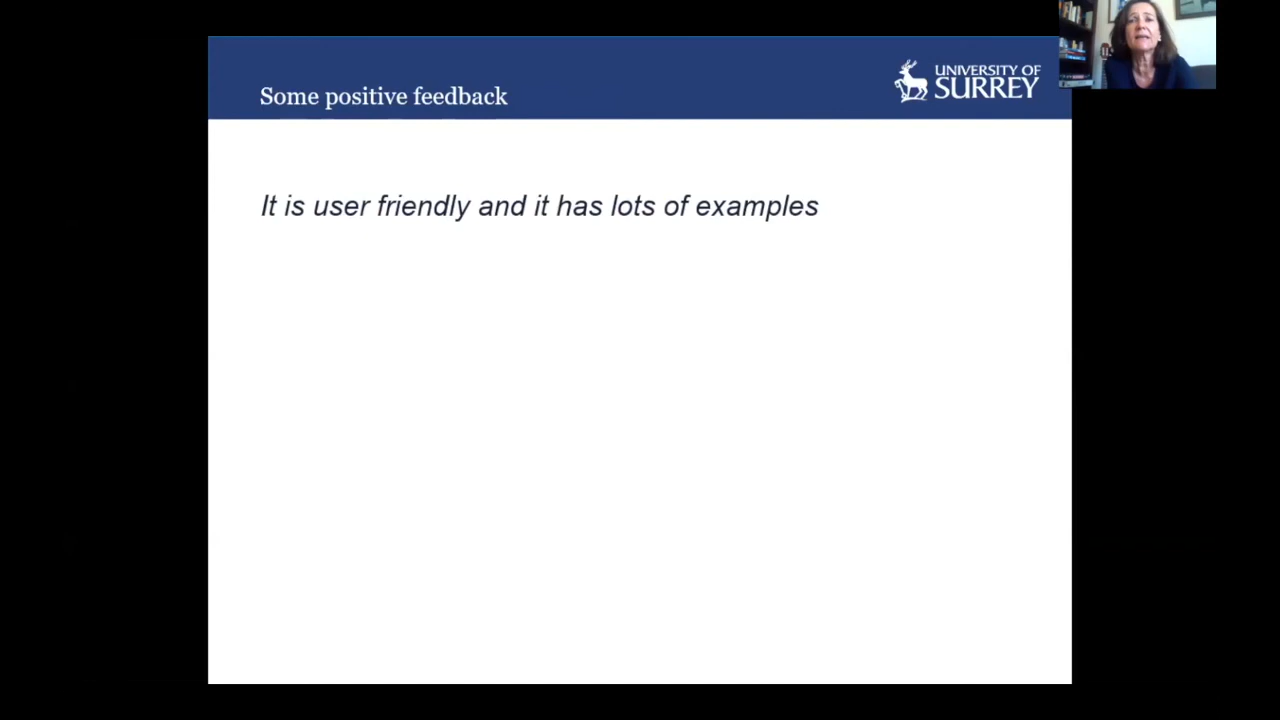 Some positive feedback
UNIVERSITY OF
SURREY
It is user friendly and it has lots of examples